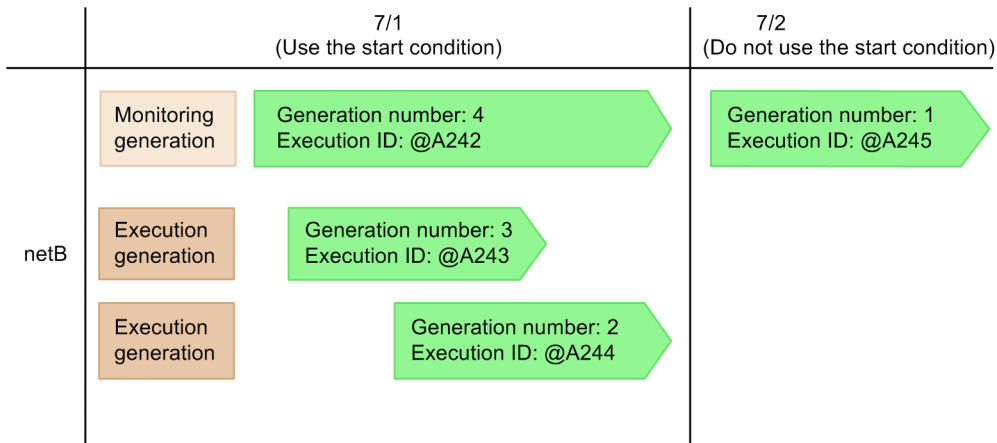 7/1
(Use the start condition)
7/2
(Do not use the start condition)
netB
Monitoring
generation
Generation number: 4
Execution ID: @A242
Generation number: 1
Execution ID: @A245
Execution
generation
Generation number: 3
Execution ID: @A243
Execution
generation
Generation number: 2
Execution ID: @A244